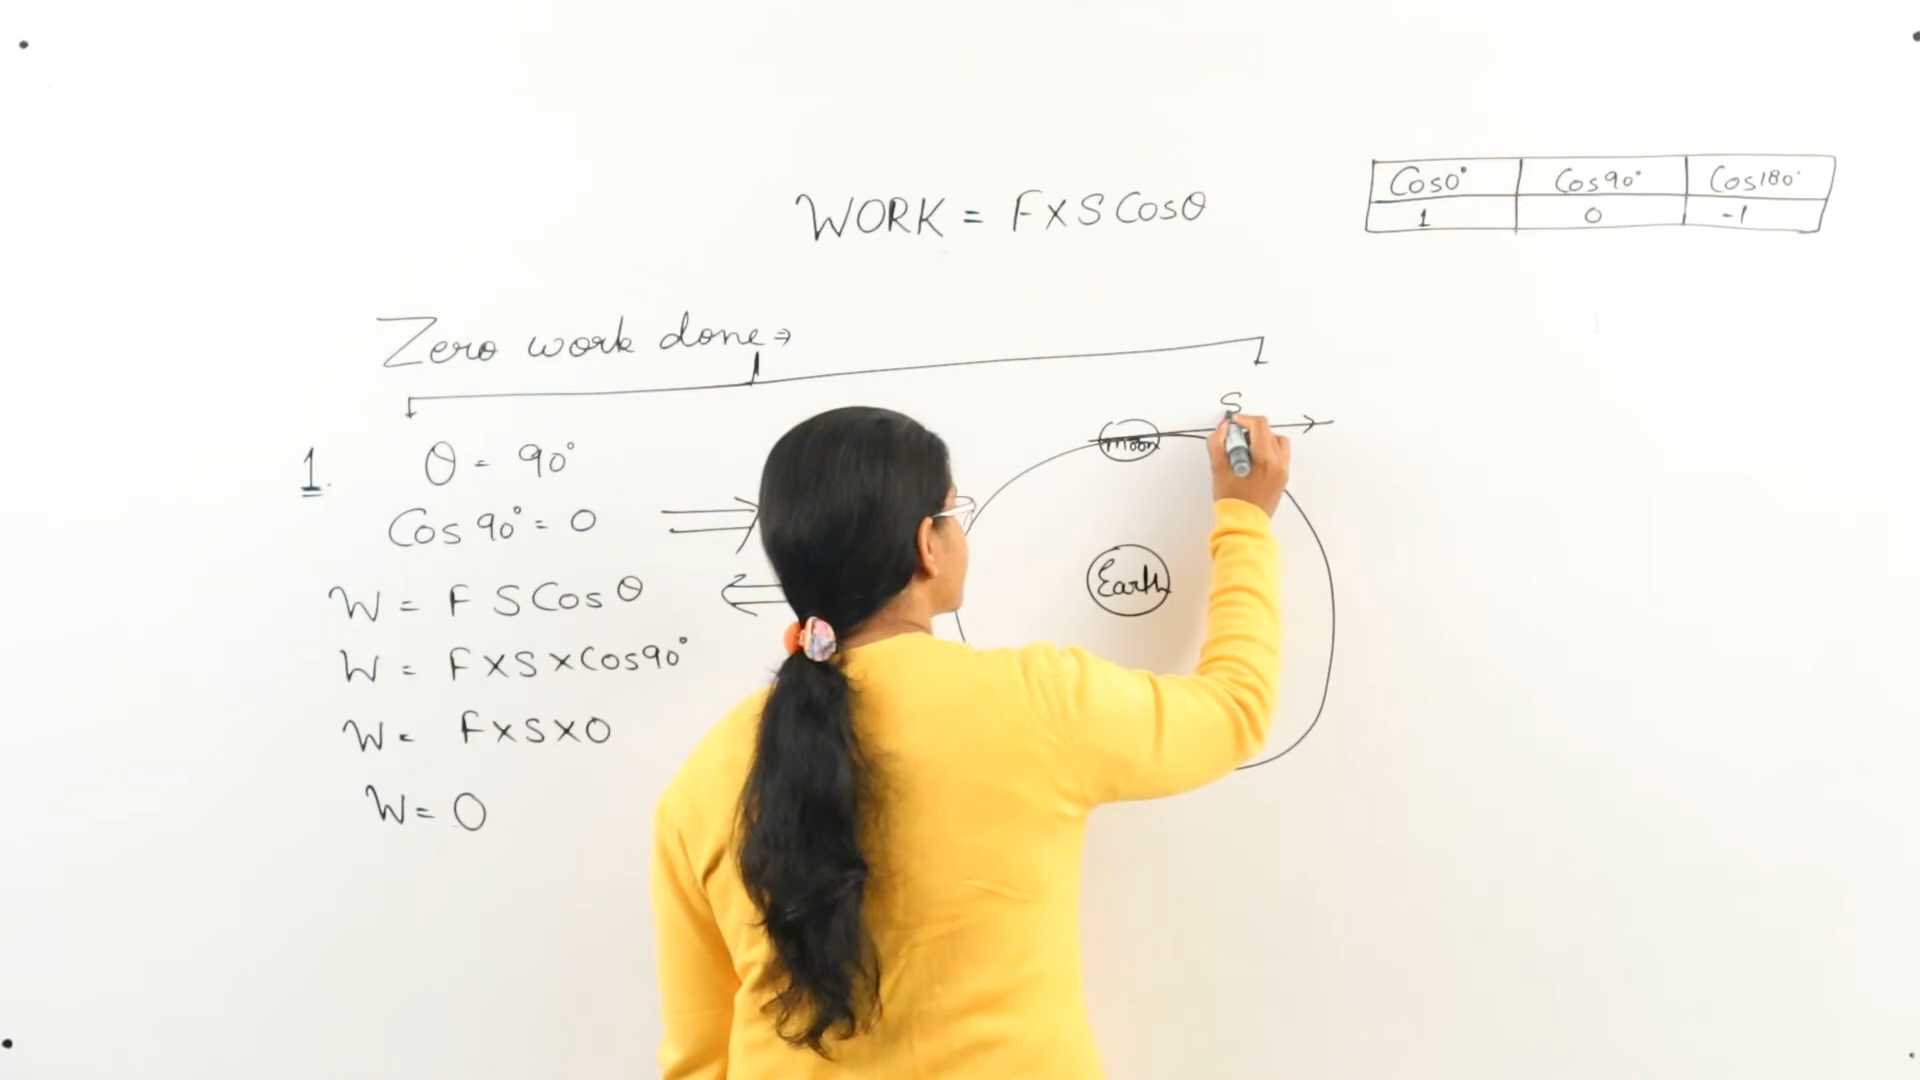 WORK = F×S Cosθ
Cos0° Cos90° Cos180°
1 0 -1
Zero work done ⇒
1. θ = 90°
Cos 90° = 0
W = F S Cos θ
W = F×S×Cos90°
W = F×S×0
W = 0
S
moon
Earth